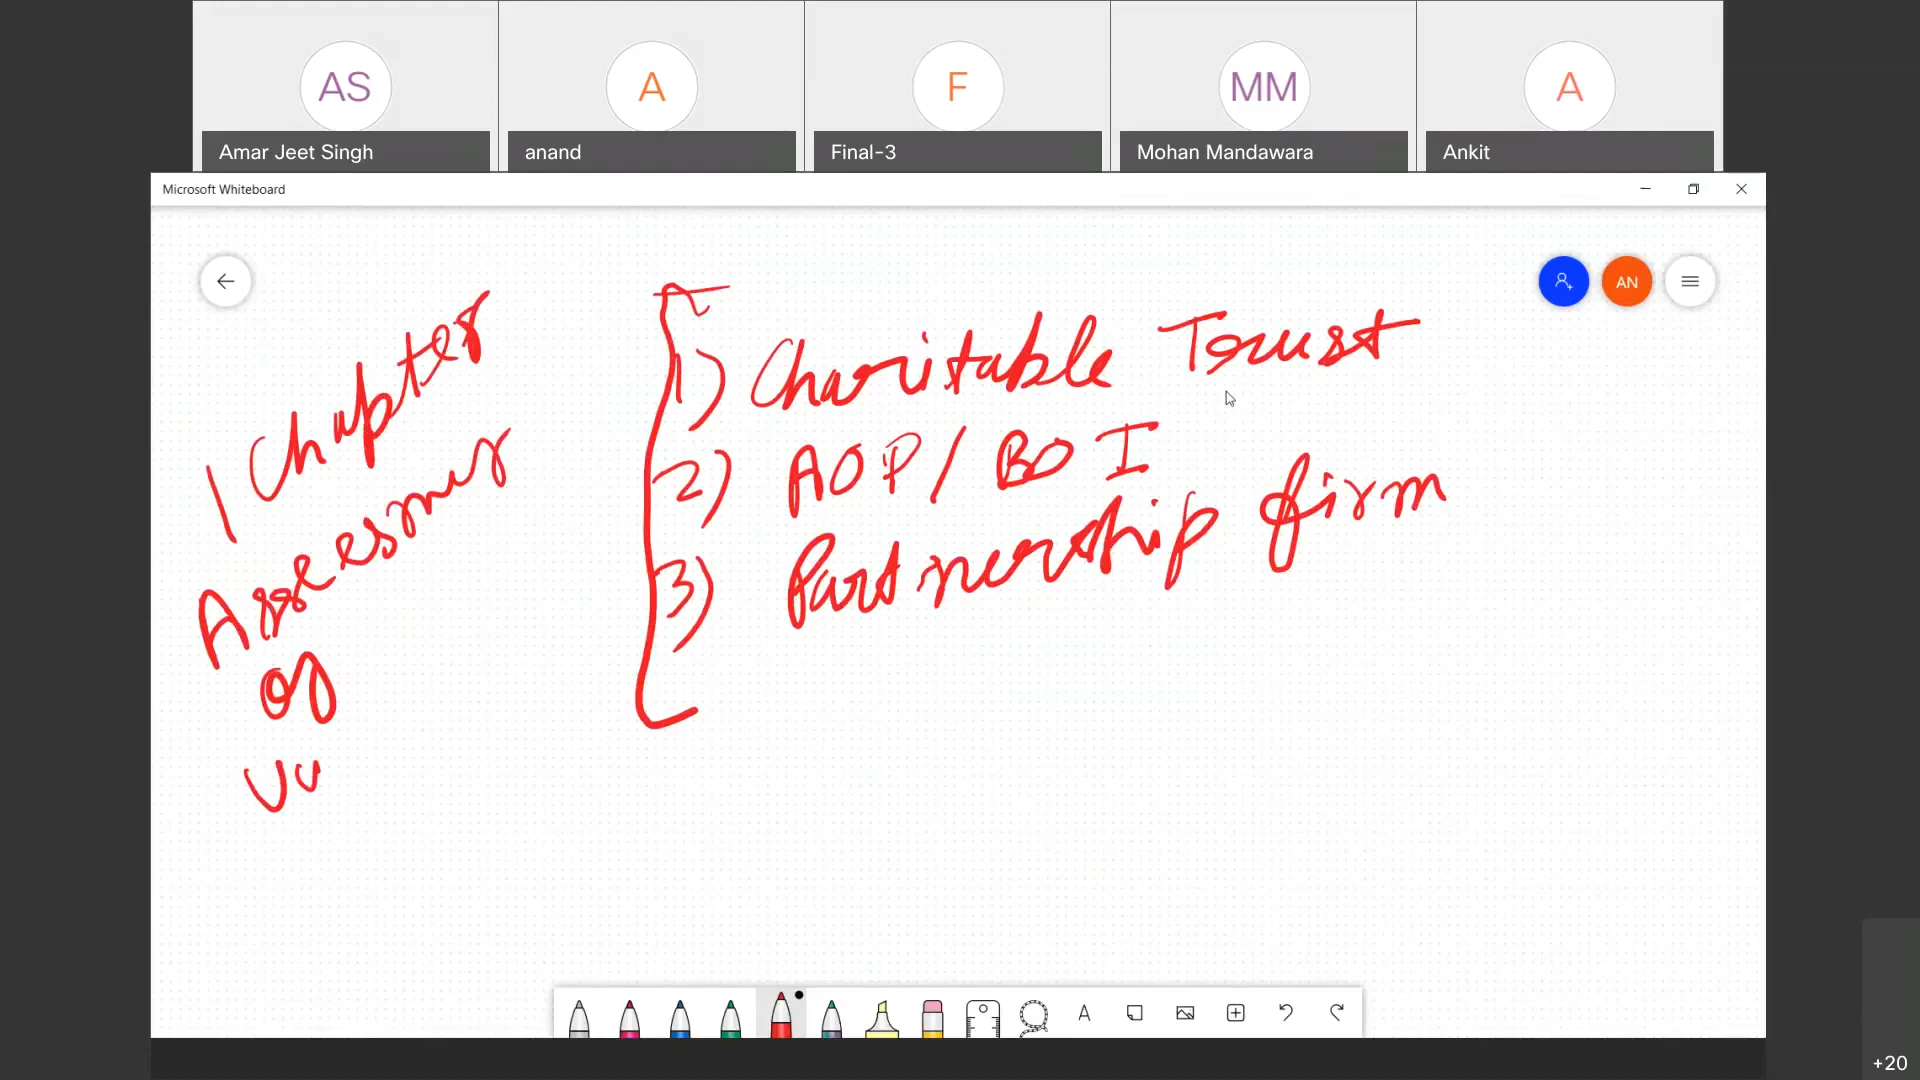 AS
A
F
MM
A
Amar Jeet Singh
anand
Final-3
Mohan Mandawara
Ankit
Microsoft Whiteboard
AN
1 Chapter
of
1) Charitable Trust
2) AOP / BOI
3) Partnership firm
A
+20